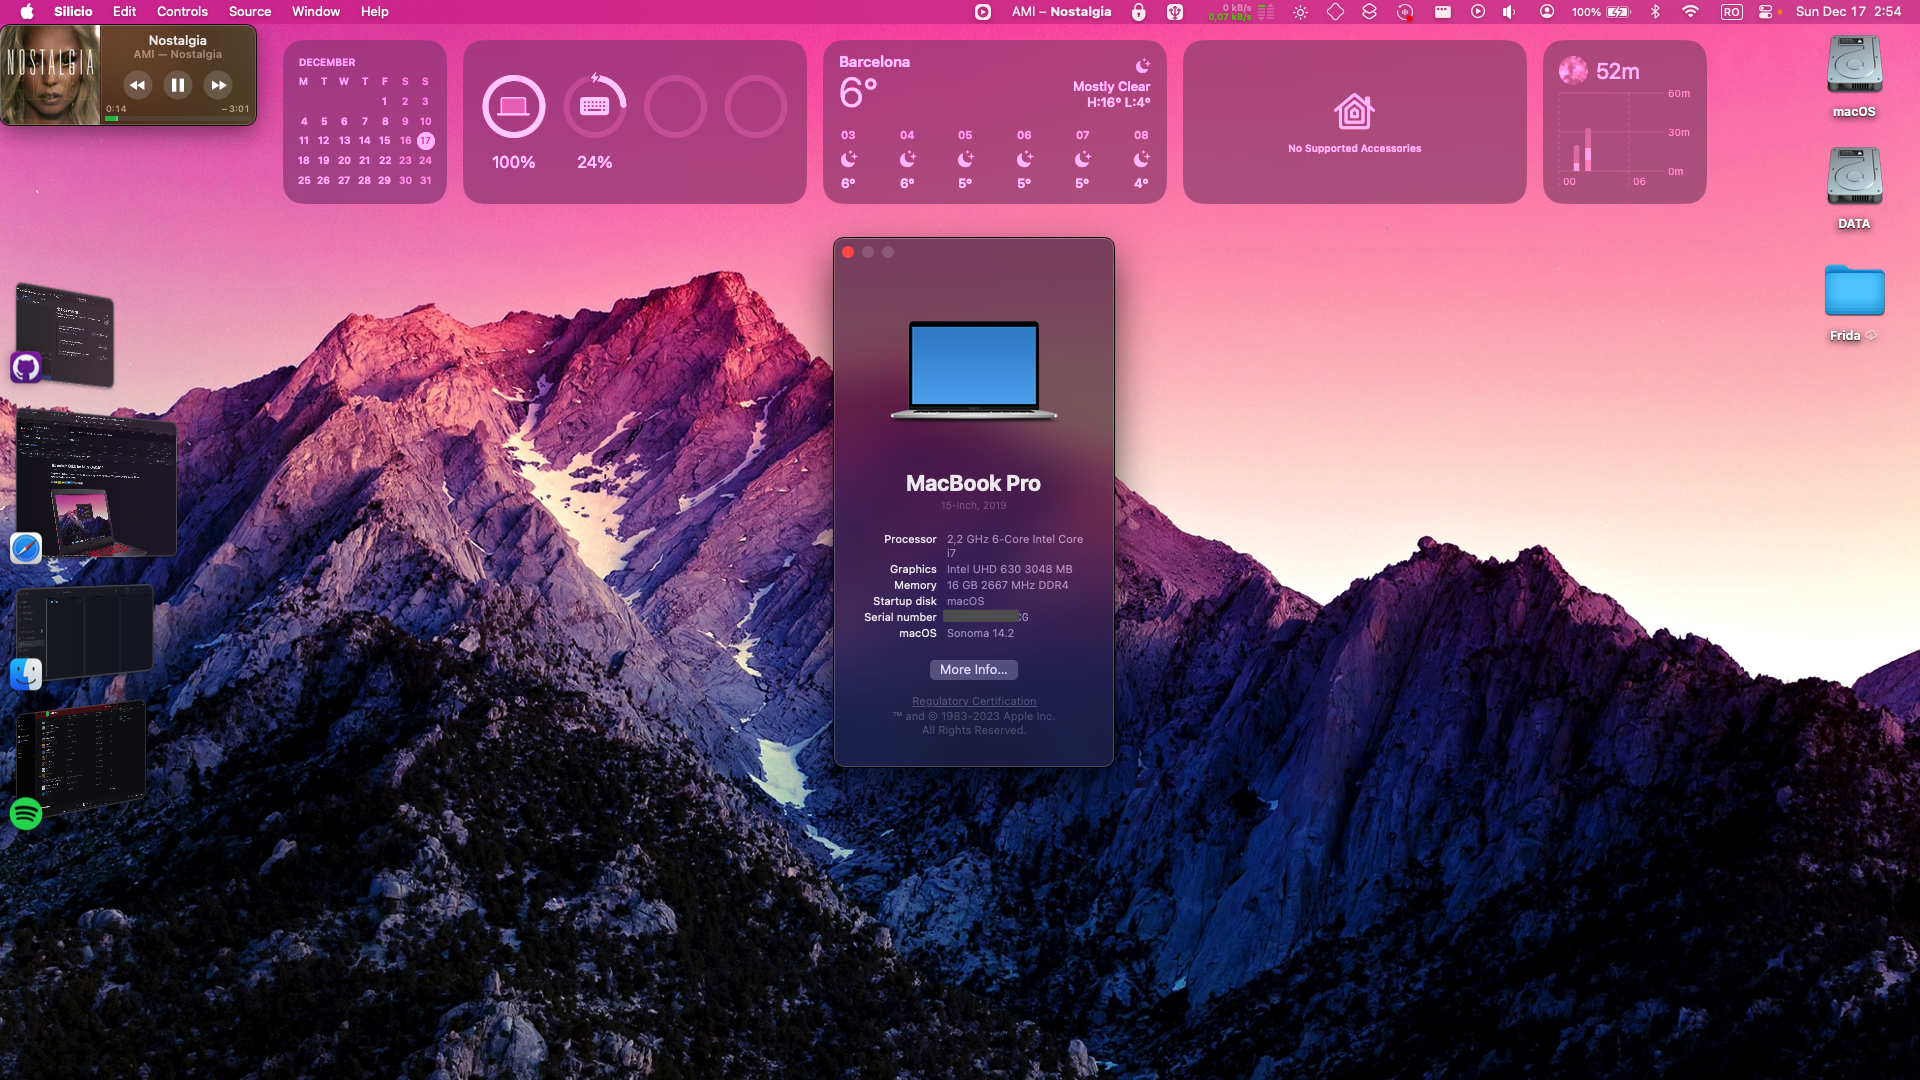 Silicio Edit Controls Source Window Help
AMI – Nostalgia
0 kB/s
0,07 kB/s
100%
RO
Sun Dec 17 2:54
NOSTALGIA
Nostalgia
AMI — Nostalgia
0:14
– 3:01
DECEMBER
M T W T F S S
1 2 3
4 5 6 7 8 9 10
11 12 13 14 15 16 17
18 19 20 21 22 23 24
25 26 27 28 29 30 31
100%
24%
Barcelona
6°
Mostly Clear
H:16° L:4°
03 04 05 06 07 08
6° 6° 5° 5° 5° 4°
No Supported Accessories
52m
60m
30m
0m
00 06
macOS
DATA
Frida
MacBook Pro
15-inch, 2019
Processor 2,2 GHz 6-Core Intel Core
i7
Graphics Intel UHD 630 3048 MB
Memory 16 GB 2667 MHz DDR4
Startup disk macOS
Serial number G
macOS Sonoma 14.2
More Info...
Regulatory Certification
™ and © 1983-2023 Apple Inc.
All Rights Reserved.